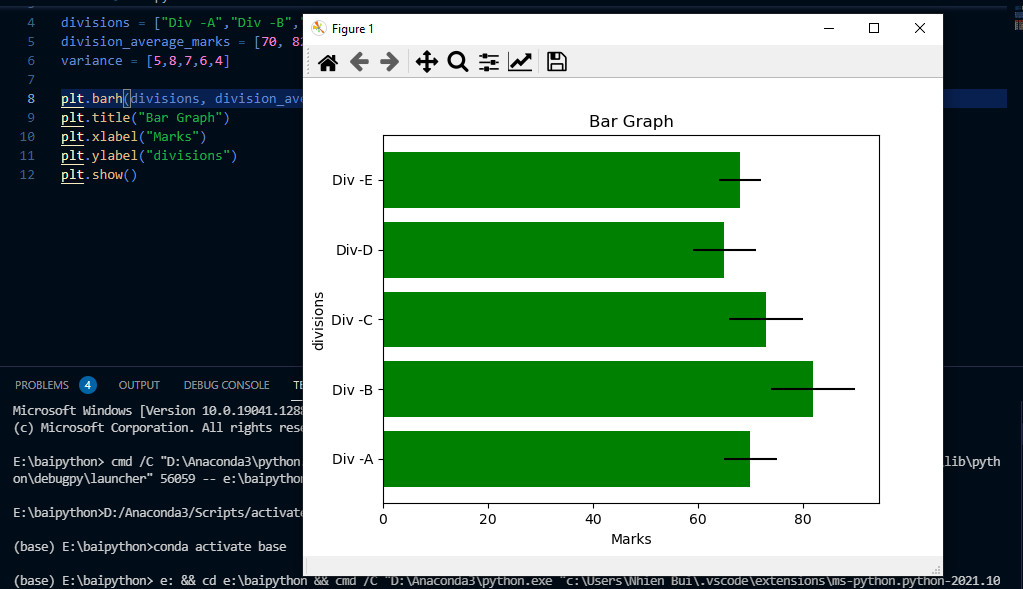 4 divisions = ["Div -A","Div -B","
5 division_average_marks = [70, 82
6 variance = [5,8,7,6,4]
7
8 plt.barh(divisions, division_ave
9 plt.title("Bar Graph")
10 plt.xlabel("Marks")
11 plt.ylabel("divisions")
12 plt.show()
Figure 1
Bar Graph
Div -E
Div-D
Div -C
Div -B
Div -A
divisions
0 20 40 60 80
Marks
PROBLEMS 4 OUTPUT DEBUG CONSOLE TE
Microsoft Windows [Version 10.0.19041.1288
(c) Microsoft Corporation. All rights rese
E:\baipython> cmd /C "D:\Anaconda3\python. lib\pyth
on\debugpy\launcher" 56059 -- e:\baipython
E:\baipython>D:/Anaconda3/Scripts/activate
(base) E:\baipython>conda activate base
(base) E:\baipython> e: && cd e:\baipython && cmd /C "D:\Anaconda3\python.exe "c:\Users\Nhien Bui\.vscode\extensions\ms-python.python-2021.10